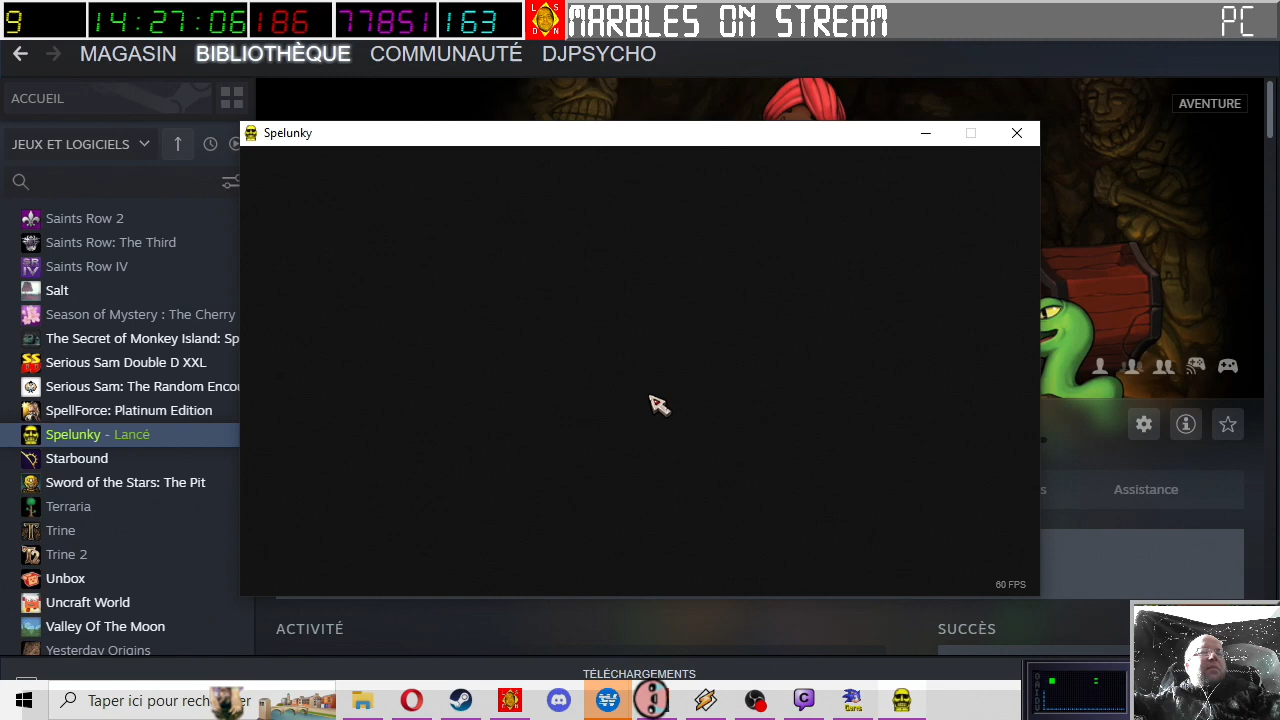 9 14:27:06 186 77851 163 MARBLES ON STREAM PC
MAGASIN BIBLIOTHÈQUE COMMUNAUTÉ DJPSYCHO
ACCUEIL
AVENTURE
Spelunky
JEUX ET LOGICIELS
Saints Row 2
Saints Row: The Third
Saints Row IV
Salt
Season of Mystery : The Cherry
The Secret of Monkey Island: Sp
Serious Sam Double D XXL
Serious Sam: The Random Encou
SpellForce: Platinum Edition
Spelunky - Lancé
Starbound
Sword of the Stars: The Pit
s Assistance
Terraria
Trine
Trine 2
Unbox
60 FPS
Uncraft World
Valley Of The Moon
ACTIVITÉ SUCCÈS
Yesterday Origins
TÉLÉCHARGEMENTS
Taper ici pour recher er